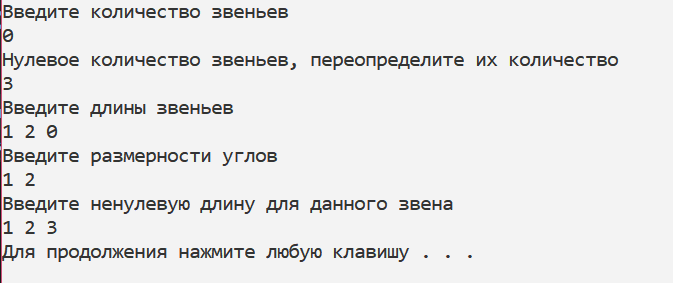 Введите количество звеньев
0
Нулевое количество звеньев, переопределите их количество
3
Введите длины звеньев
1 2 0
Введите размерности углов
1 2
Введите ненулевую длину для данного звена
1 2 3
Для продолжения нажмите любую клавишу . . .